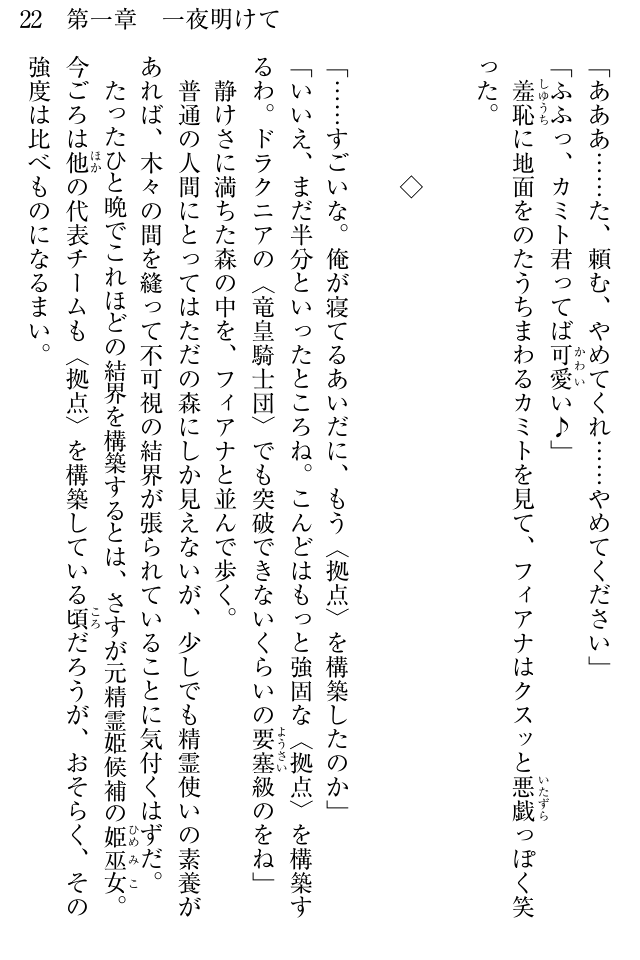 22　第一章　一夜明けて
「あああ……た、頼む、やめてくれ……やめてください」
「ふふっ、カミト君ってば可愛い♪」
　羞恥に地面をのたうちまわるカミトを見て、フィアナはクスッと悪戯っぽく笑
った。
◇
「……すごいな。俺が寝てるあいだに、もう〈拠点〉を構築したのか」
「いいえ、まだ半分といったところね。こんどはもっと強固な〈拠点〉を構築す
るわ。ドラクニアの〈竜皇騎士団〉でも突破できないくらいの要塞級のをね」
　静けさに満ちた森の中を、フィアナと並んで歩く。
　普通の人間にとってはただの森にしか見えないが、少しでも精霊使いの素養が
あれば、木々の間を縫って不可視の結界が張られていることに気付くはずだ。
　たったひと晩でこれほどの結界を構築するとは、さすが元精霊姫候補の姫巫女。
今ごろは他の代表チームも〈拠点〉を構築している頃だろうが、おそらく、その
強度は比べものになるまい。